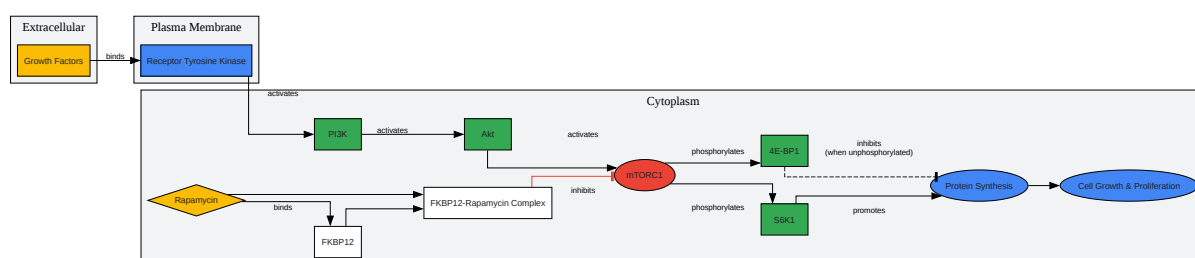 Extracellular
Plasma Membrane
Growth Factors
binds
Receptor Tyrosine Kinase
activates
Cytoplasm
PI3K
activates
Akt
activates
mTORC1
phosphorylates
4E-BP1
inhibits
(when unphosphorylated)
Rapamycin
binds
FKBP12
FKBP12-Rapamycin Complex
inhibits
phosphorylates
S6K1
promotes
Protein Synthesis
Cell Growth & Proliferation